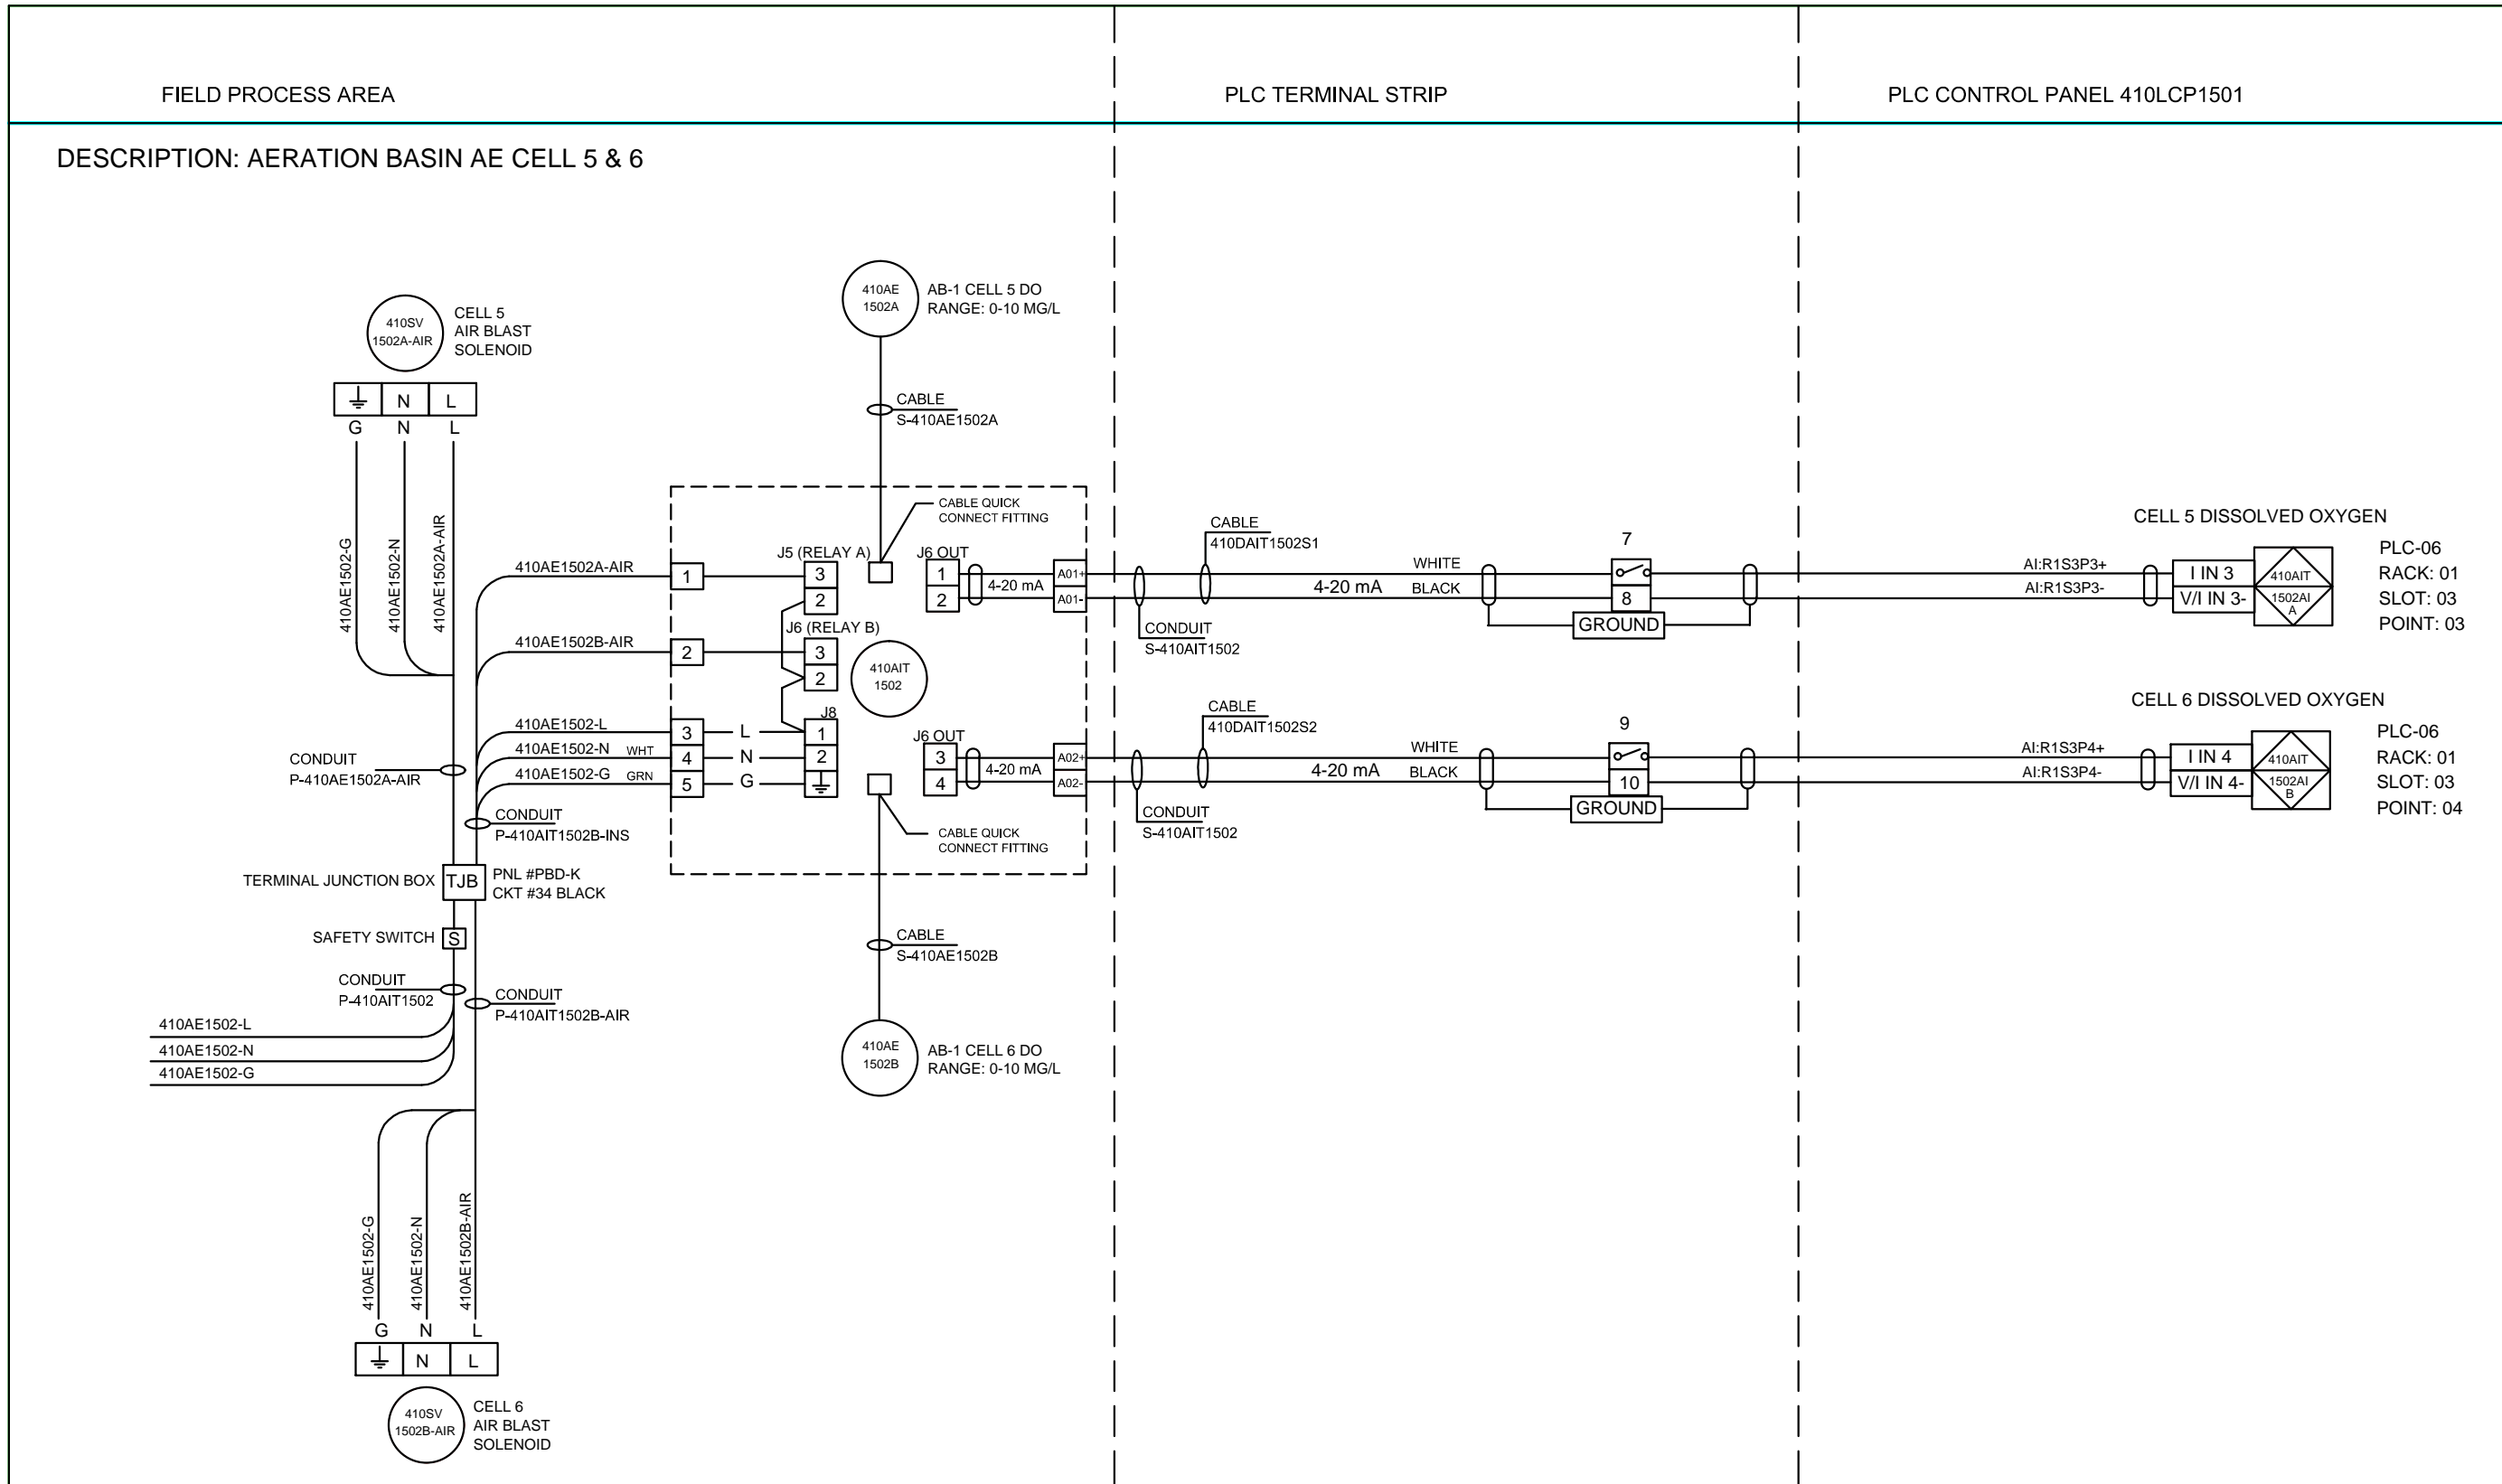 FIELD PROCESS AREA
PLC TERMINAL STRIP
PLC CONTROL PANEL 410LCP1501
DESCRIPTION: AERATION BASIN AE CELL 5 & 6
410SV
1502A-AIR
CELL 5
AIR BLAST
SOLENOID
N
L
G
N
L
410AE1502-G
410AE1502-N
410AE1502A-AIR
410AE
1502A
AB-1 CELL 5 DO
RANGE: 0-10 MG/L
CABLE
S-410AE1502A
CABLE QUICK
CONNECT FITTING
410AE1502A-AIR
1
J5 (RELAY A)
3
2
410AE1502B-AIR
2
J6 (RELAY B)
3
2
410AIT
1502
J6 OUT
1
2
4-20 mA
A01+
A01-
410AE1502-L
3
L
J8
1
410AE1502-N WHT
4
N
2
410AE1502-G GRN
5
G
J6 OUT
3
4
4-20 mA
A02+
A02-
CABLE QUICK
CONNECT FITTING
CONDUIT
P-410AE1502A-AIR
CONDUIT
P-410AIT1502B-INS
TERMINAL JUNCTION BOX
TJB
PNL #PBD-K
CKT #34 BLACK
SAFETY SWITCH
S
CONDUIT
P-410AIT1502
CONDUIT
P-410AIT1502B-AIR
410AE1502-L
410AE1502-N
410AE1502-G
CABLE
S-410AE1502B
410AE
1502B
AB-1 CELL 6 DO
RANGE: 0-10 MG/L
410AE1502-G
410AE1502-N
410AE1502B-AIR
G
N
L
N
L
410SV
1502B-AIR
CELL 6
AIR BLAST
SOLENOID
CABLE
410DAIT1502S1
CONDUIT
S-410AIT1502
4-20 mA
WHITE
BLACK
7
8
GROUND
CABLE
410DAIT1502S2
CONDUIT
S-410AIT1502
4-20 mA
WHITE
BLACK
9
10
GROUND
CELL 5 DISSOLVED OXYGEN
AI:R1S3P3+
AI:R1S3P3-
I IN 3
V/I IN 3-
410AIT
1502AI
A
PLC-06
RACK: 01
SLOT: 03
POINT: 03
CELL 6 DISSOLVED OXYGEN
AI:R1S3P4+
AI:R1S3P4-
I IN 4
V/I IN 4-
410AIT
1502AI
B
PLC-06
RACK: 01
SLOT: 03
POINT: 04